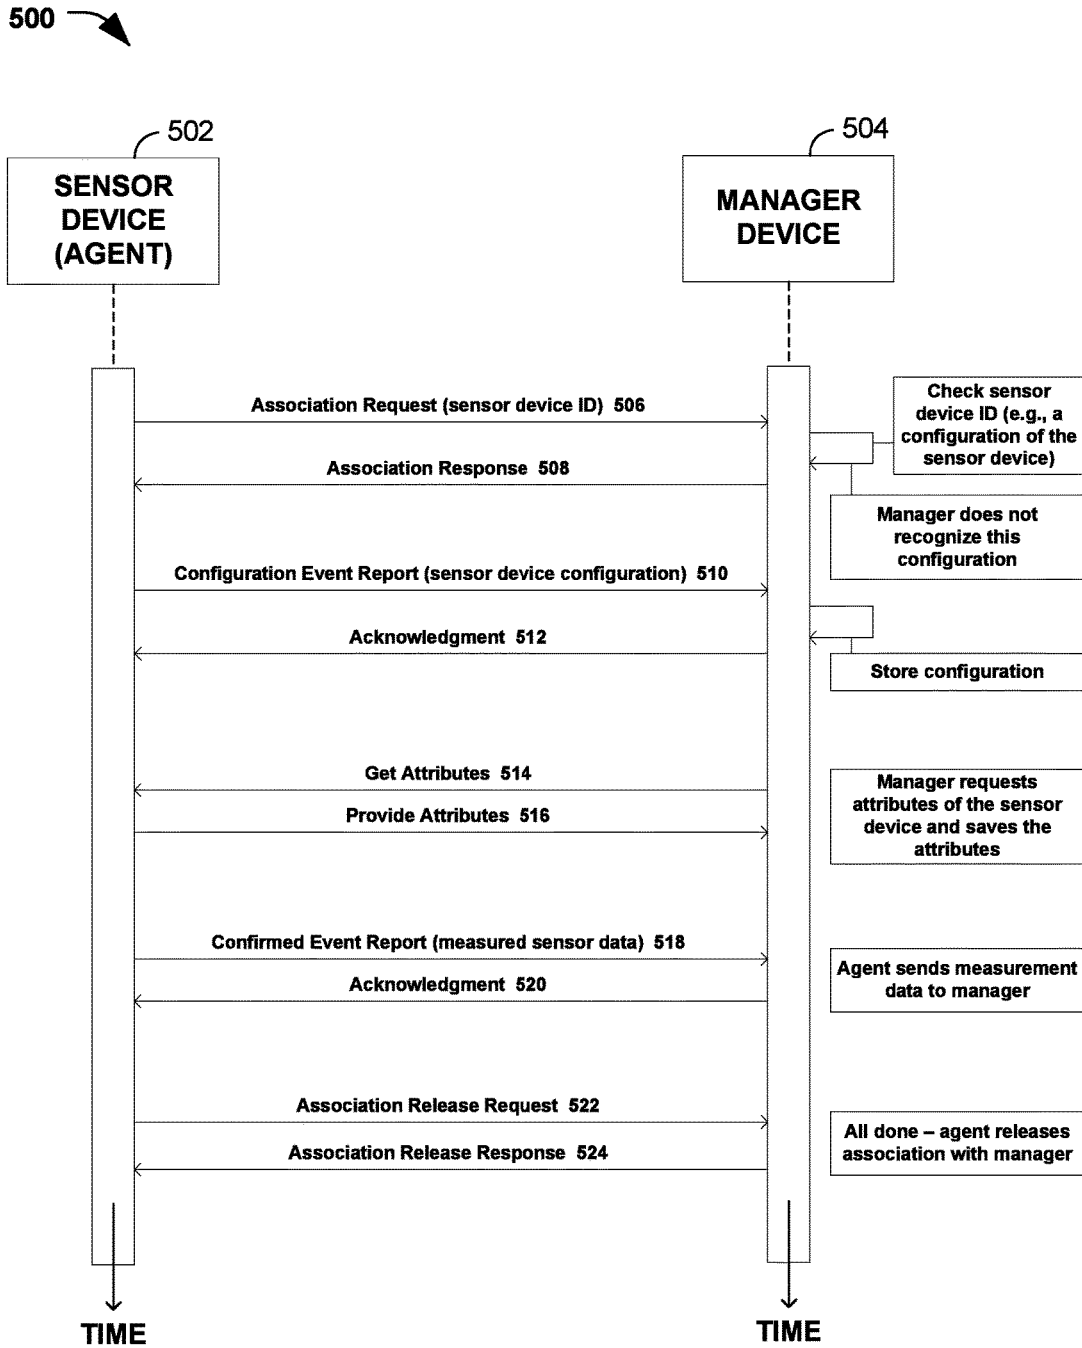 500
502
504
SENSOR
DEVICE
(AGENT)
MANAGER
DEVICE
Association Request (sensor device ID) 506
Check sensor
device ID (e.g., a
configuration of the
sensor device)
Association Response 508
Manager does not
recognize this
configuration
Configuration Event Report (sensor device configuration) 510
Acknowledgment 512
Store configuration
Get Attributes 514
Provide Attributes 516
Manager requests
attributes of the sensor
device and saves the
attributes
Confirmed Event Report (measured sensor data) 518
Acknowledgment 520
Agent sends measurement
data to manager
Association Release Request 522
Association Release Response 524
All done – agent releases
association with manager
TIME
TIME